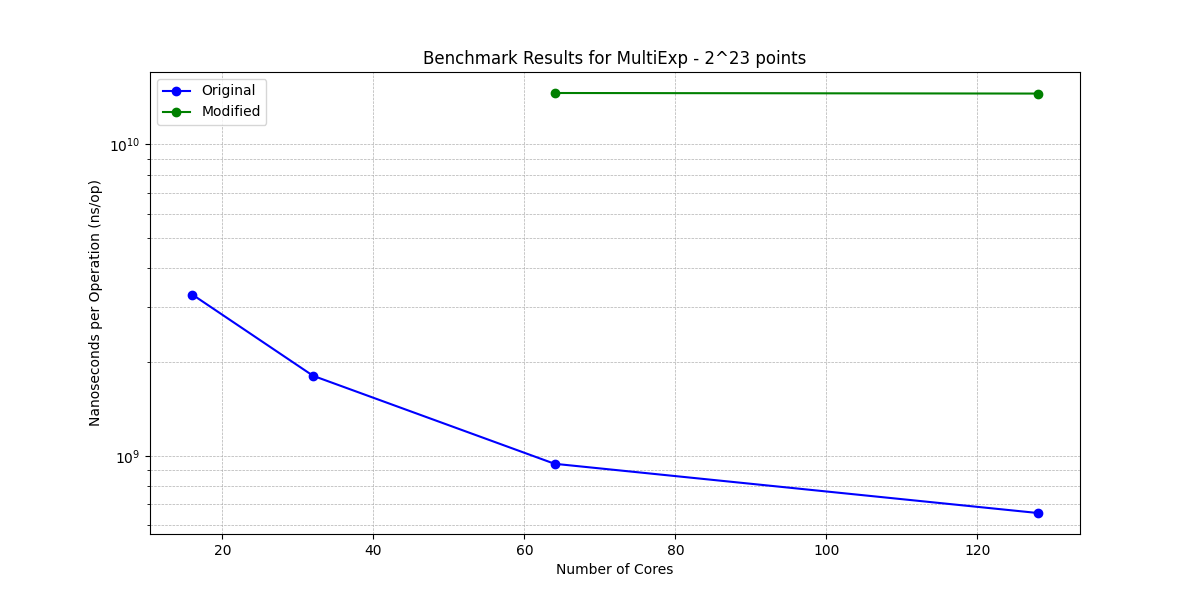 Benchmark Results for MultiExp - 2^23 points
Original
Modified
Nanoseconds per Operation (ns/op)
10^10
10^9
20 40 60 80 100 120
Number of Cores